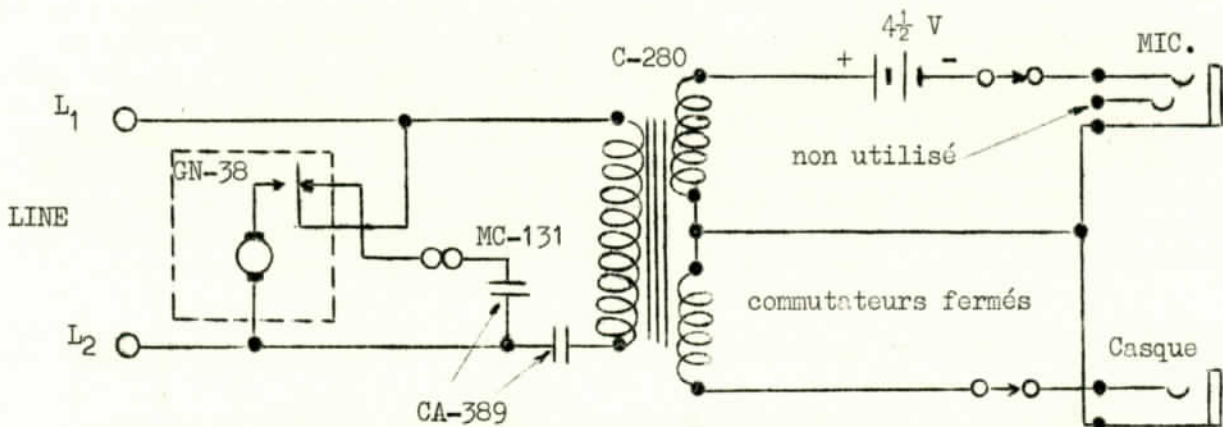 4½ V
MIC.
C-280
+ -
L₁
non utilisé
GN-38
LINE
MC-131
commutateurs fermés
L₂
Casque
CA-389